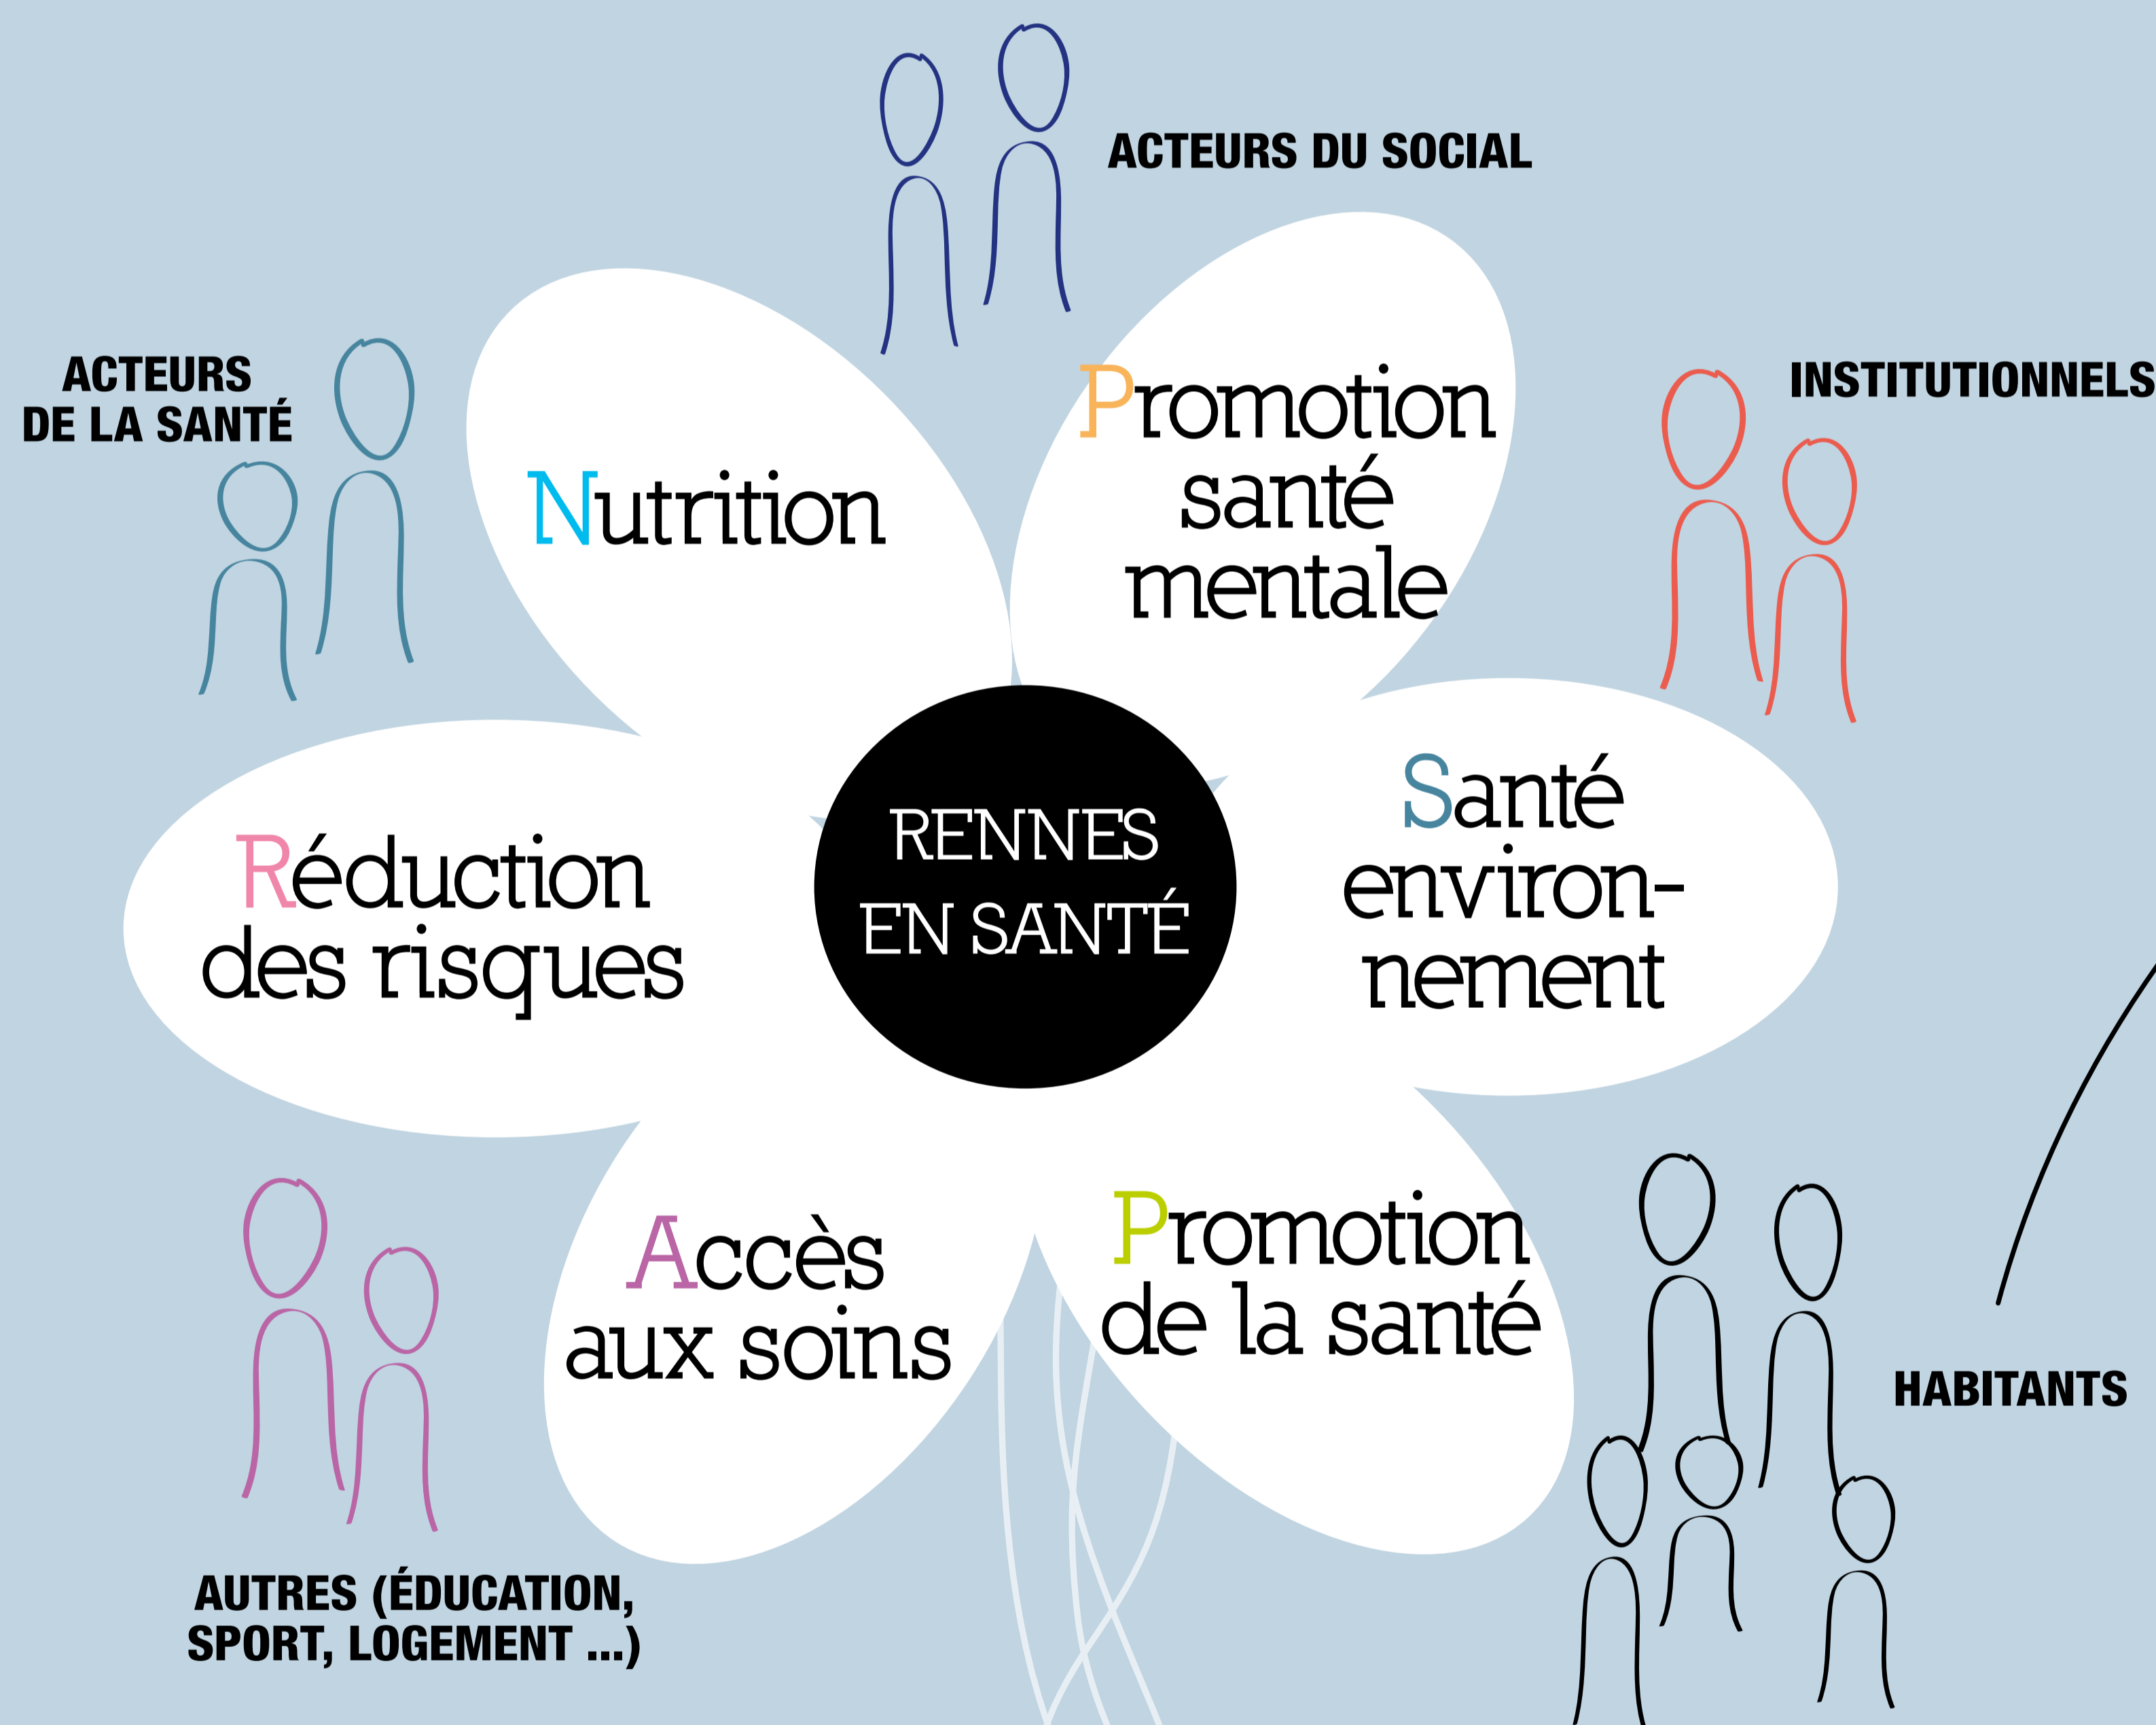 ACTEURS DU SOCIAL
ACTEURS
DE LA SANTÉ
INSTITUTIONNELS
Nutrition
Promotion
santé
mentale
Réduction
des risques
RENNES
EN SANTÉ
Santé
environ-
nement
Accès
aux soins
Promotion
de la santé
HABITANTS
AUTRES (ÉDUCATION,
SPORT, LOGEMENT ...)